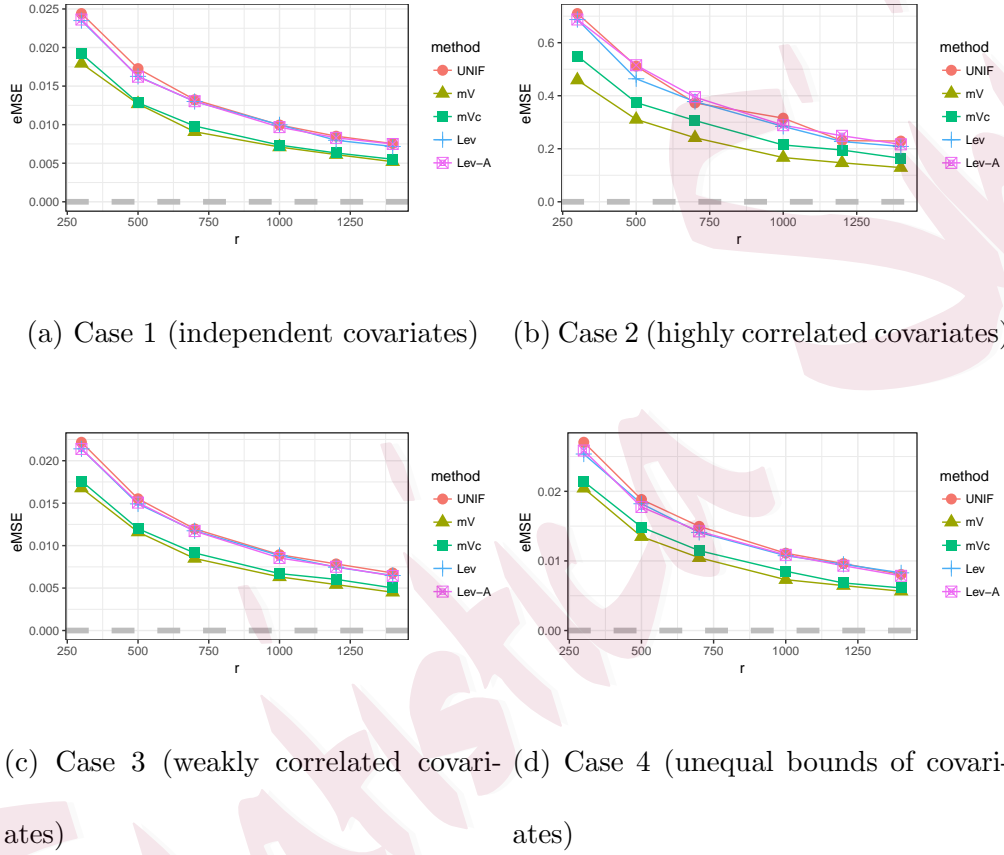 0.025
0.020
0.015
0.010
0.005
0.000
eMSE
250
500
750
1000
1250
r
method
UNIF
mV
mVc
Lev
Lev−A
0.6
0.4
0.2
0.0
eMSE
250
500
750
1000
1250
r
method
UNIF
mV
mVc
Lev
Lev−A
(a) Case 1 (independent covariates)
(b) Case 2 (highly correlated covariates)
0.020
0.015
0.010
0.005
0.000
eMSE
250
500
750
1000
1250
r
method
UNIF
mV
mVc
Lev
Lev−A
0.02
0.01
0.00
eMSE
250
500
750
1000
1250
r
method
UNIF
mV
mVc
Lev
Lev−A
(c) Case 3 (weakly correlated covari-
ates)
(d) Case 4 (unequal bounds of covari-
ates)